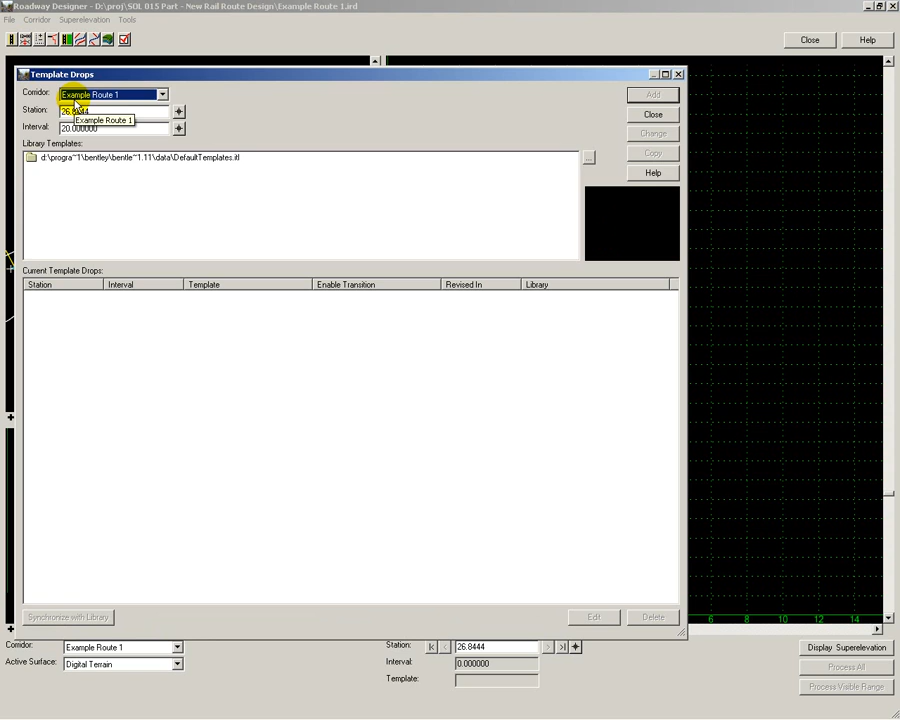 Roadway Designer - D:\proj\SOL 015 Part - New Rail Route Design\Example Route 1.ird
File Corridor Superelevation Tools
Close Help
Template Drops
Corridor: Example Route 1 Add
Station: 26.8444 Close
Example Route 1
Interval: 20.000000 Change
Library Templates:
d:\progra~1\bentley\bentle~1.11\data\DefaultTemplates.itl ... Copy
Help
Current Template Drops:
Station Interval Template Enable Transition Revised In Library
Synchronize with Library Edit Delete
6 8 10 12 14
Corridor: Example Route 1 Station: 26.8444 Display Superelevation
Active Surface: Digital Terrain Interval: 0.000000 Process All
Template: Process Visible Range